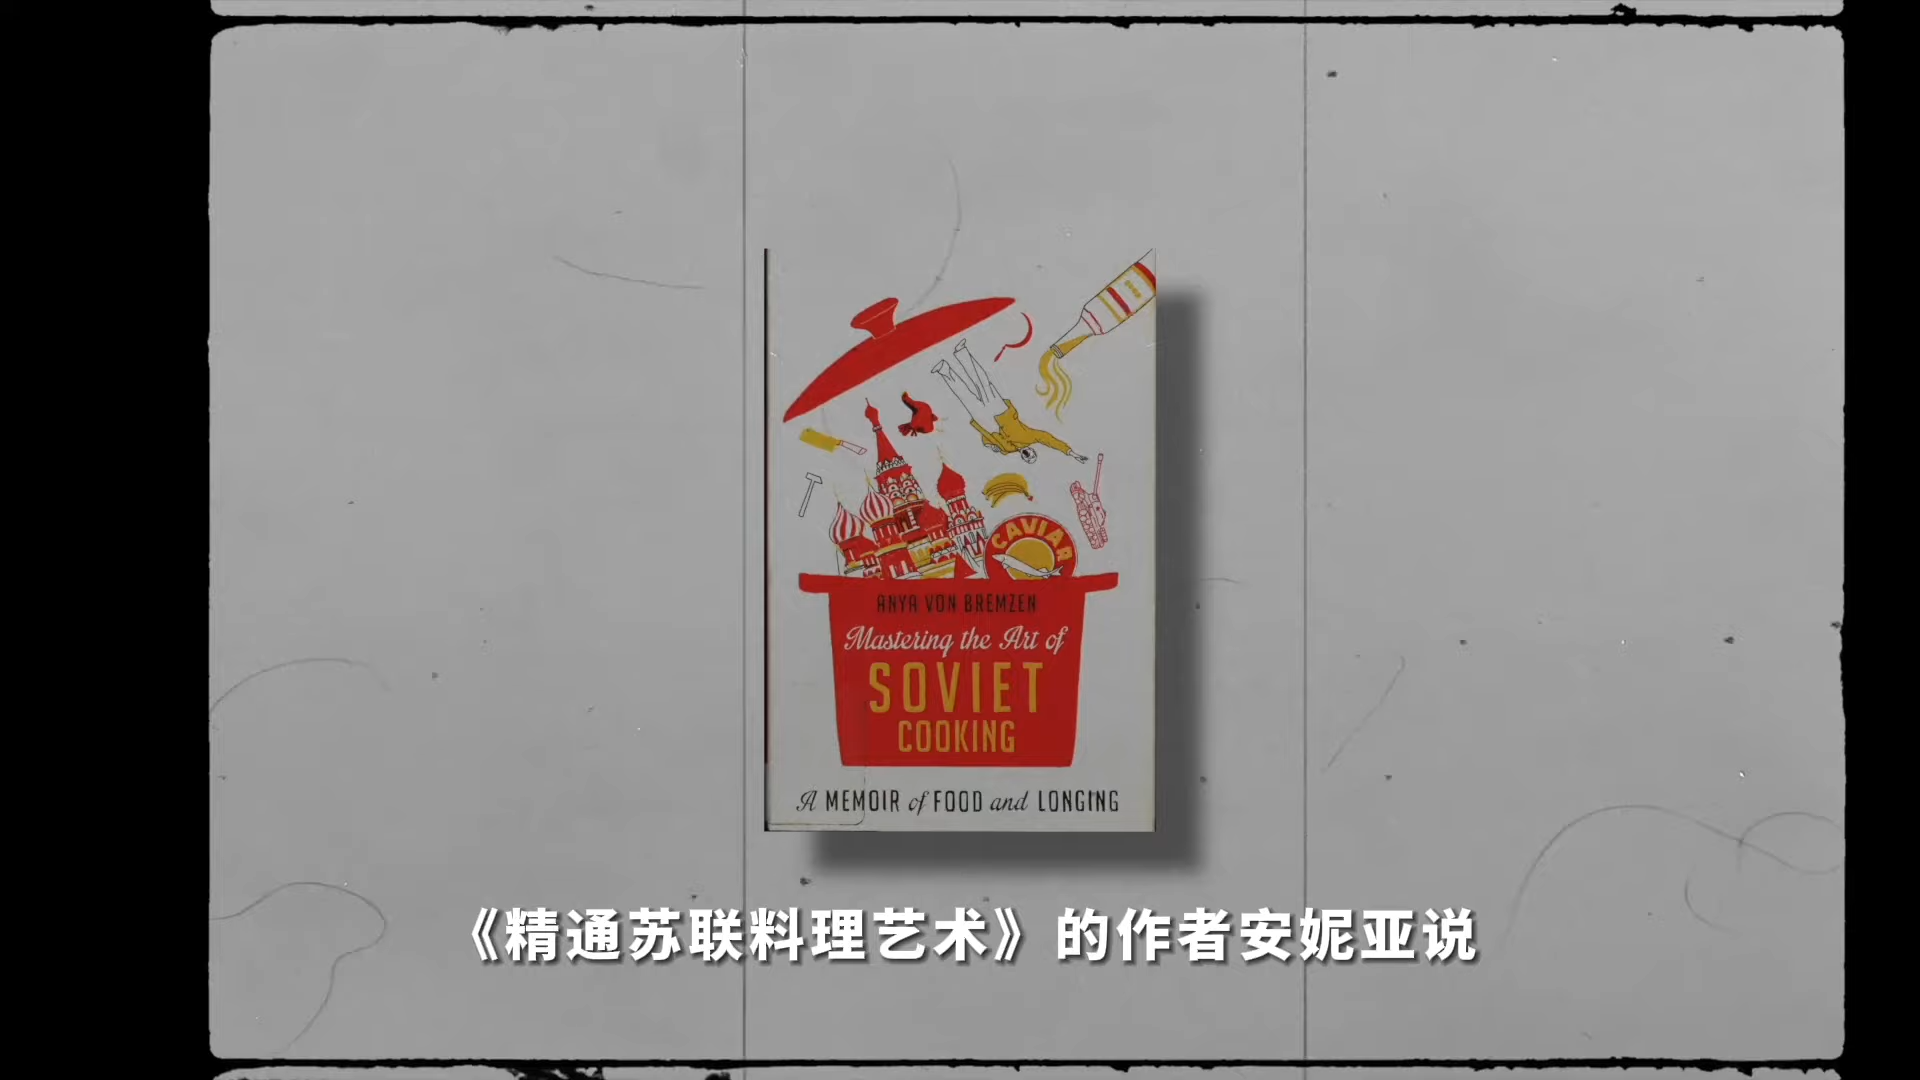 CAVIAR
ANYA VON BREMZEN
Mastering the Art of
SOVIET
COOKING
A MEMOIR of FOOD and LONGING
《精通苏联料理艺术》的作者安妮亚说